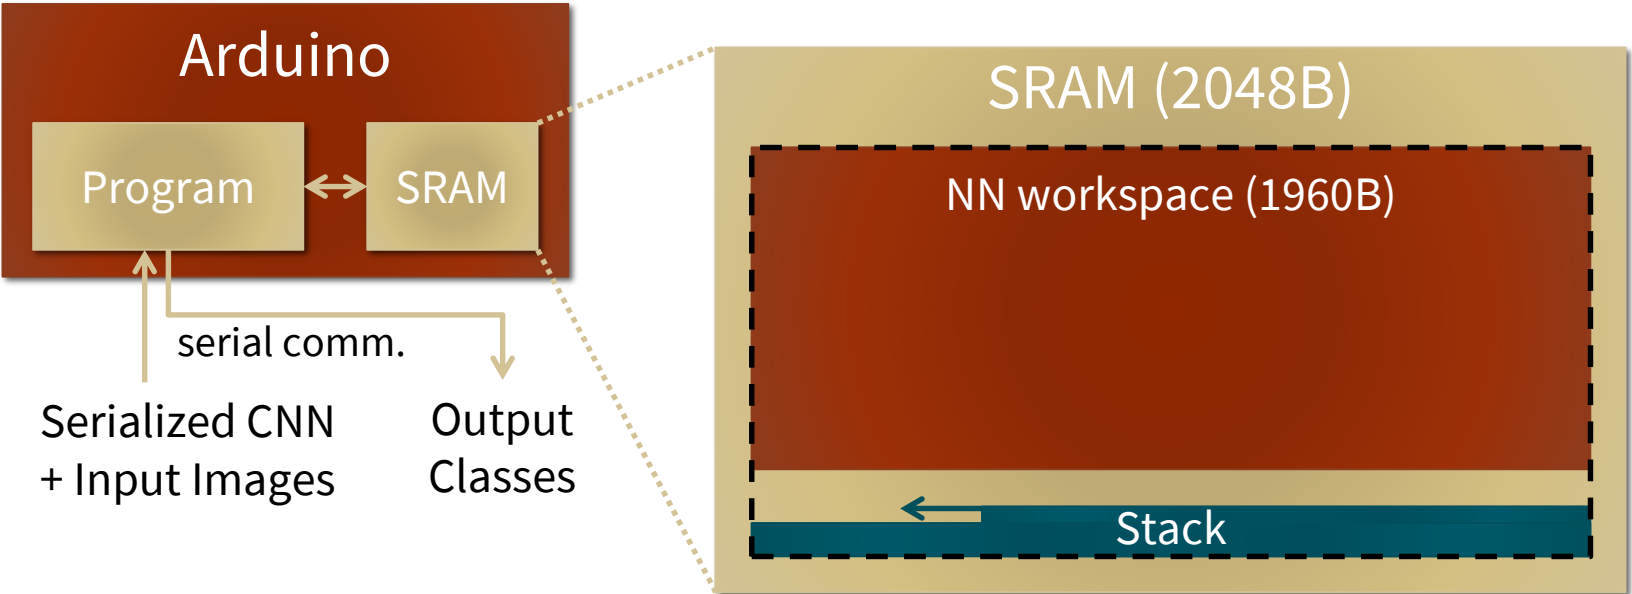 Arduino
Program
SRAM
serial comm.
Serialized CNN
+ Input Images
Output
Classes
SRAM (2048B)
NN workspace (1960B)
Stack